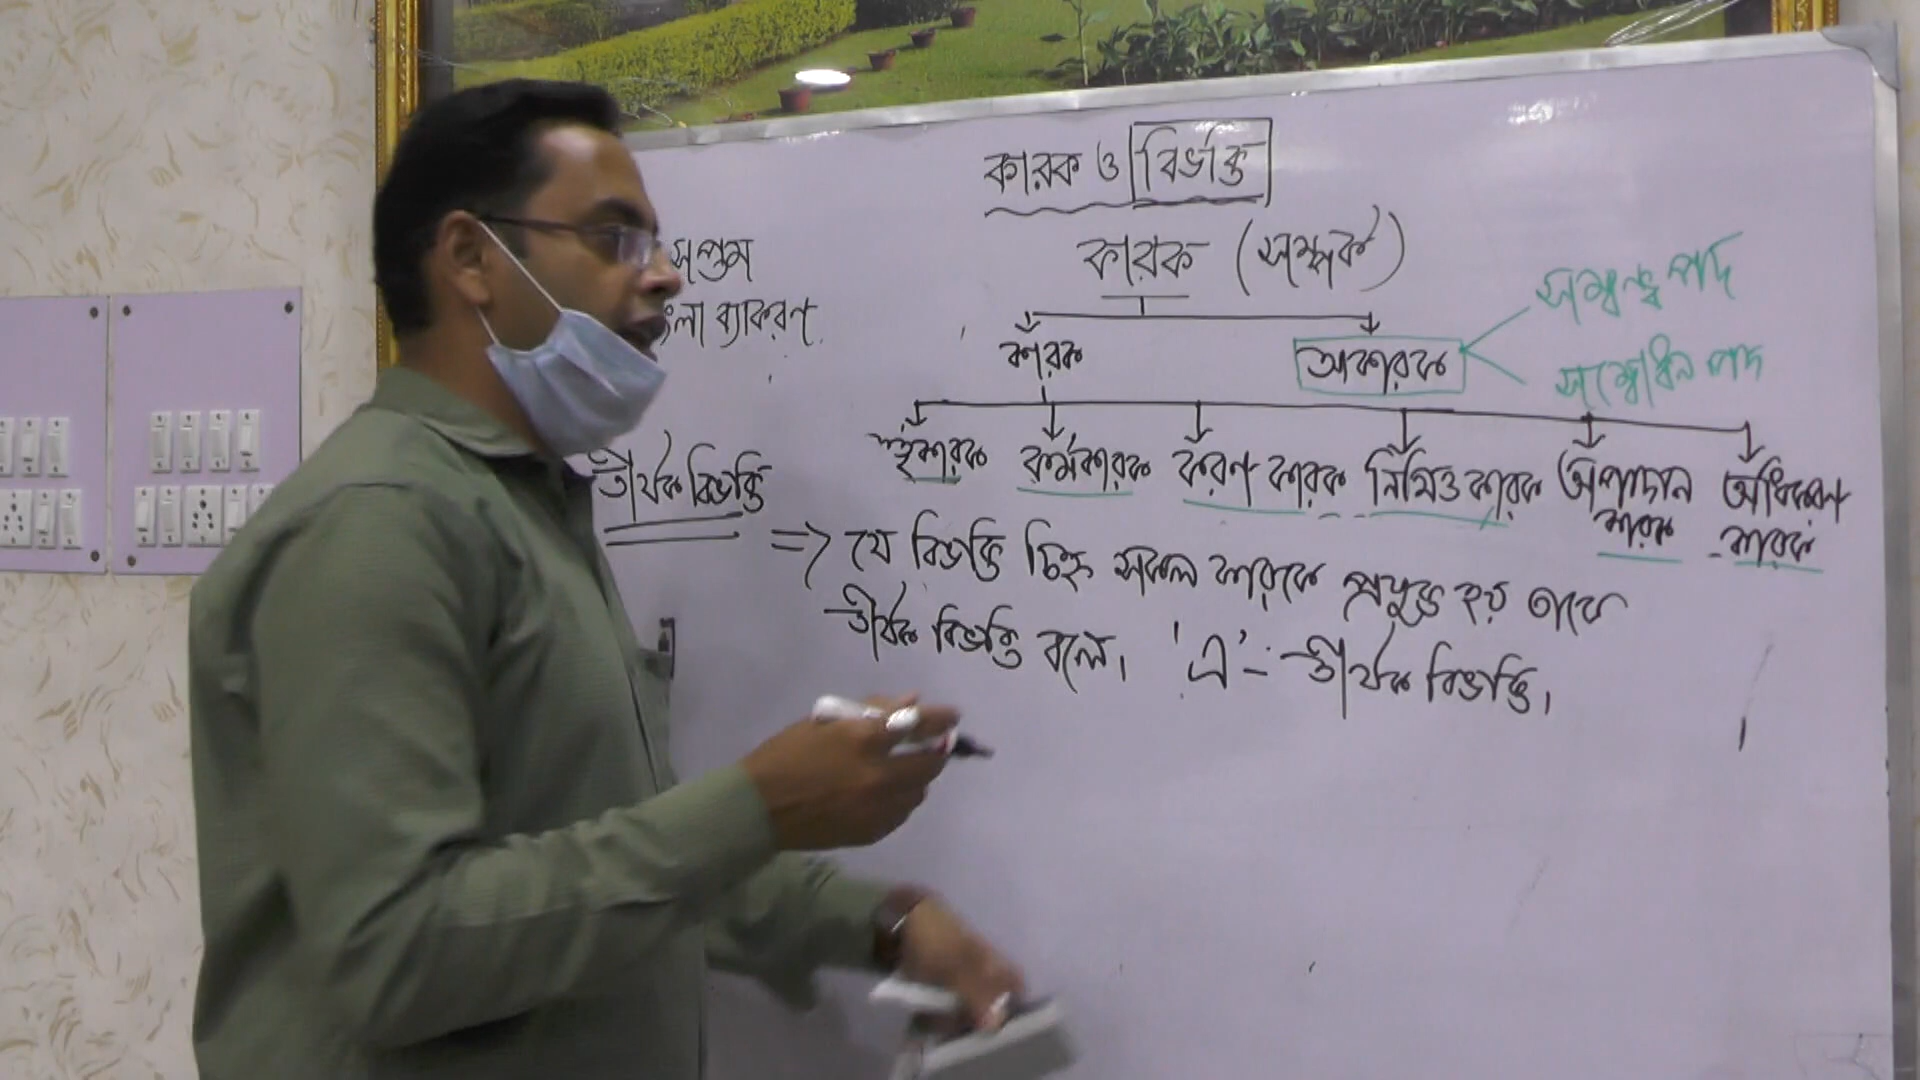 কারক ও বিভক্তি
সপ্তম
বাংলা ব্যাকরণ
কারক (সম্পর্ক)
কারক
অকারক
সম্বন্ধ পদ
সম্বোধন পদ
কর্তৃকারক কর্মকারক করণ কারক নিমিত্ত কারক অপাদান কারক অধিকরণ কারক
তীর্যক বিভক্তি
=> যে বিভক্তি চিহ্ন সকল কারকে প্রযুক্ত হয় তাকে
তীর্যক বিভক্তি বলে। 'এ' - তীর্যক বিভক্তি।